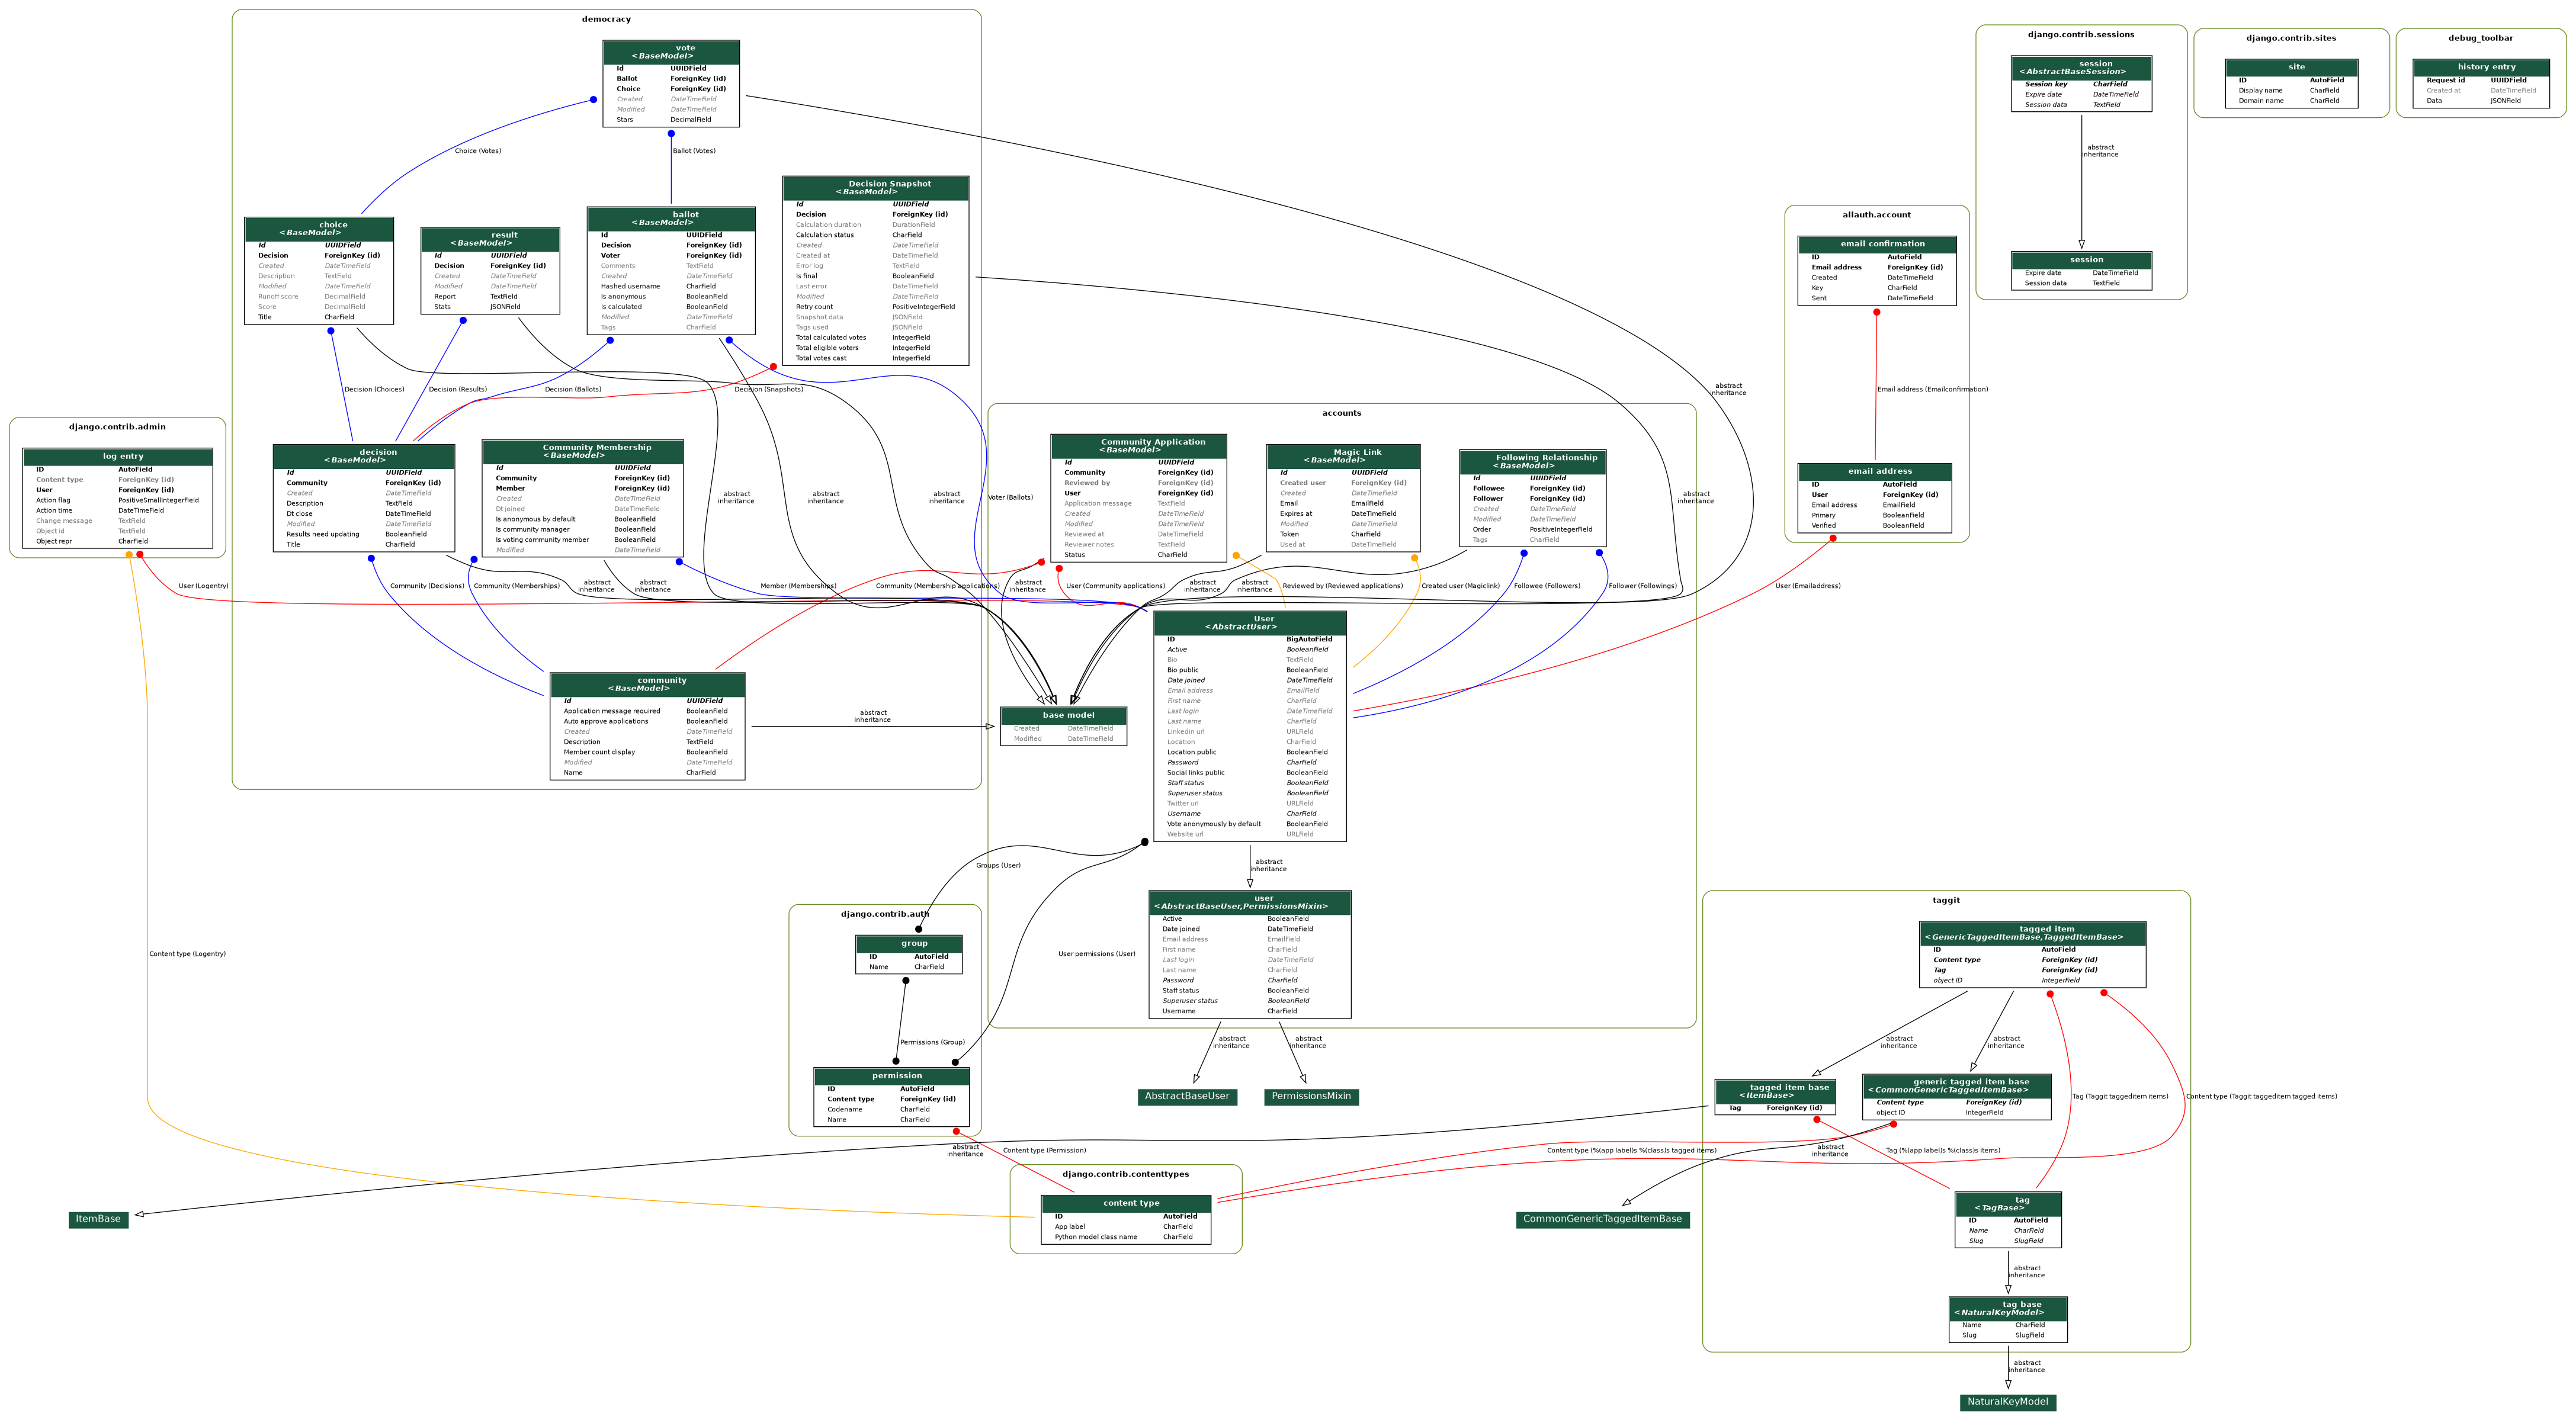 democracy
vote
<BaseModel>
Id UUIDField
Ballot ForeignKey (id)
Choice ForeignKey (id)
Created DateTimeField
Modified DateTimeField
Stars DecimalField
Choice (Votes)
Ballot (Votes)
Decision Snapshot
<BaseModel>
Id UUIDField
Decision ForeignKey (id)
Calculation duration DurationField
Calculation status CharField
Created DateTimeField
Created at DateTimeField
Error log TextField
Is final BooleanField
Last error DateTimeField
Modified DateTimeField
Retry count PositiveIntegerField
Snapshot data JSONField
Tags used JSONField
Total calculated votes IntegerField
Total eligible voters IntegerField
Total votes cast IntegerField
choice
<BaseModel>
Id UUIDField
Decision ForeignKey (id)
Created DateTimeField
Description TextField
Modified DateTimeField
Runoff score DecimalField
Score DecimalField
Title CharField
result
<BaseModel>
Id UUIDField
Decision ForeignKey (id)
Created DateTimeField
Modified DateTimeField
Report TextField
Stats JSONField
ballot
<BaseModel>
Id UUIDField
Decision ForeignKey (id)
Voter ForeignKey (id)
Comments TextField
Created DateTimeField
Hashed username CharField
Is anonymous BooleanField
Is calculated BooleanField
Modified DateTimeField
Tags CharField
Decision (Choices)
Decision (Results)
Decision (Ballots)
Decision (Snapshots)
decision
<BaseModel>
Id UUIDField
Community ForeignKey (id)
Created DateTimeField
Description TextField
Dt close DateTimeField
Modified DateTimeField
Results need updating BooleanField
Title CharField
Community Membership
<BaseModel>
Id UUIDField
Community ForeignKey (id)
Member ForeignKey (id)
Created DateTimeField
Dt joined DateTimeField
Is anonymous by default BooleanField
Is community manager BooleanField
Is voting community member BooleanField
Modified DateTimeField
abstract
inheritance
abstract
inheritance
abstract
inheritance
Voter (Ballots)
Community (Decisions)
Community (Memberships)
abstract
inheritance
abstract
inheritance
Member (Memberships)
Community (Membership applications)
community
<BaseModel>
Id UUIDField
Application message required BooleanField
Auto approve applications BooleanField
Created DateTimeField
Description TextField
Member count display BooleanField
Modified DateTimeField
Name CharField
abstract
inheritance
django.contrib.admin
log entry
ID AutoField
Content type ForeignKey (id)
User ForeignKey (id)
Action flag PositiveSmallIntegerField
Action time DateTimeField
Change message TextField
Object id TextField
Object repr CharField
User (Logentry)
Content type (Logentry)
accounts
Community Application
<BaseModel>
Id UUIDField
Community ForeignKey (id)
Reviewed by ForeignKey (id)
User ForeignKey (id)
Application message TextField
Created DateTimeField
Modified DateTimeField
Reviewed at DateTimeField
Reviewer notes TextField
Status CharField
Magic Link
<BaseModel>
Id UUIDField
Created user ForeignKey (id)
Created DateTimeField
Email EmailField
Expires at DateTimeField
Modified DateTimeField
Token CharField
Used at DateTimeField
Following Relationship
<BaseModel>
Id UUIDField
Followee ForeignKey (id)
Follower ForeignKey (id)
Created DateTimeField
Modified DateTimeField
Order PositiveIntegerField
Tags CharField
abstract
inheritance
abstract
inheritance
abstract
inheritance
User (Community applications)
abstract
inheritance
abstract
inheritance
Reviewed by (Reviewed applications)
Created user (Magiclink)
Followee (Followers)
Follower (Followings)
User (Emailaddress)
base model
Created DateTimeField
Modified DateTimeField
User
<AbstractUser>
ID BigAutoField
Active BooleanField
Bio TextField
Bio public BooleanField
Date joined DateTimeField
Email address EmailField
First name CharField
Last login DateTimeField
Last name CharField
Linkedin url URLField
Location CharField
Location public BooleanField
Password CharField
Social links public BooleanField
Staff status BooleanField
Superuser status BooleanField
Twitter url URLField
Username CharField
Vote anonymously by default BooleanField
Website url URLField
abstract
inheritance
Groups (User)
User permissions (User)
user
<AbstractBaseUser,PermissionsMixin>
Active BooleanField
Date joined DateTimeField
Email address EmailField
First name CharField
Last login DateTimeField
Last name CharField
Password CharField
Staff status BooleanField
Superuser status BooleanField
Username CharField
abstract
inheritance
abstract
inheritance
AbstractBaseUser
PermissionsMixin
django.contrib.auth
group
ID AutoField
Name CharField
Permissions (Group)
permission
ID AutoField
Content type ForeignKey (id)
Codename CharField
Name CharField
abstract
inheritance
Content type (Permission)
django.contrib.contenttypes
content type
ID AutoField
App label CharField
Python model class name CharField
ItemBase
allauth.account
email confirmation
ID AutoField
Email address ForeignKey (id)
Created DateTimeField
Key CharField
Sent DateTimeField
Email address (Emailconfirmation)
email address
ID AutoField
User ForeignKey (id)
Email address EmailField
Primary BooleanField
Verified BooleanField
django.contrib.sessions
session
<AbstractBaseSession>
Session key CharField
Expire date DateTimeField
Session data TextField
abstract
inheritance
session
Expire date DateTimeField
Session data TextField
django.contrib.sites
site
ID AutoField
Display name CharField
Domain name CharField
debug_toolbar
history entry
Request id UUIDField
Created at DateTimeField
Data JSONField
taggit
tagged item
<GenericTaggedItemBase,TaggedItemBase>
ID AutoField
Content type ForeignKey (id)
Tag ForeignKey (id)
object ID IntegerField
abstract
inheritance
abstract
inheritance
tagged item base
<ItemBase>
Tag ForeignKey (id)
generic tagged item base
<CommonGenericTaggedItemBase>
Content type ForeignKey (id)
object ID IntegerField
Tag (Taggit taggeditem items)
Content type (Taggit taggeditem tagged items)
Content type (%(app label)s %(class)s tagged items)
abstract
inheritance
Tag (%(app label)s %(class)s items)
CommonGenericTaggedItemBase
tag
<TagBase>
ID AutoField
Name CharField
Slug SlugField
abstract
inheritance
tag base
<NaturalKeyModel>
Name CharField
Slug SlugField
abstract
inheritance
NaturalKeyModel